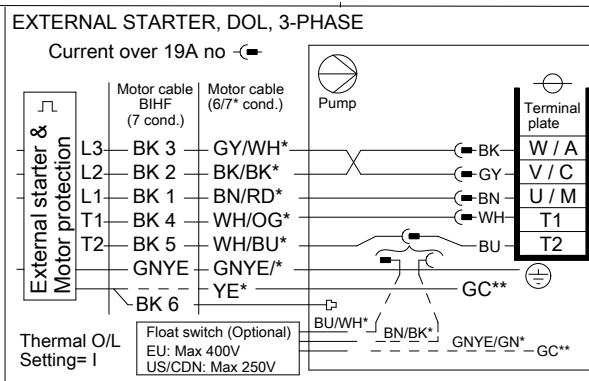 EXTERNAL STARTER, DOL, 3-PHASE
Current over 19A no
Motor cable BIHF (7 cond.)
Motor cable (6/7* cond.)
Pump
Terminal plate
External starter & Motor protection
L3 BK 3 GY/WH* BK W / A
L2 BK 2 BK/BK* GY V / C
L1 BK 1 BN/RD* BN U / M
T1 BK 4 WH/OG* WH T1
T2 BK 5 WH/BU* BU T2
GNYE GNYE/*
YE* GC**
BK 6
BU/WH* BN/BK* GNYE/GN* GC**
Thermal O/L
Setting= I
Float switch (Optional)
EU: Max 400V
US/CDN: Max 250V